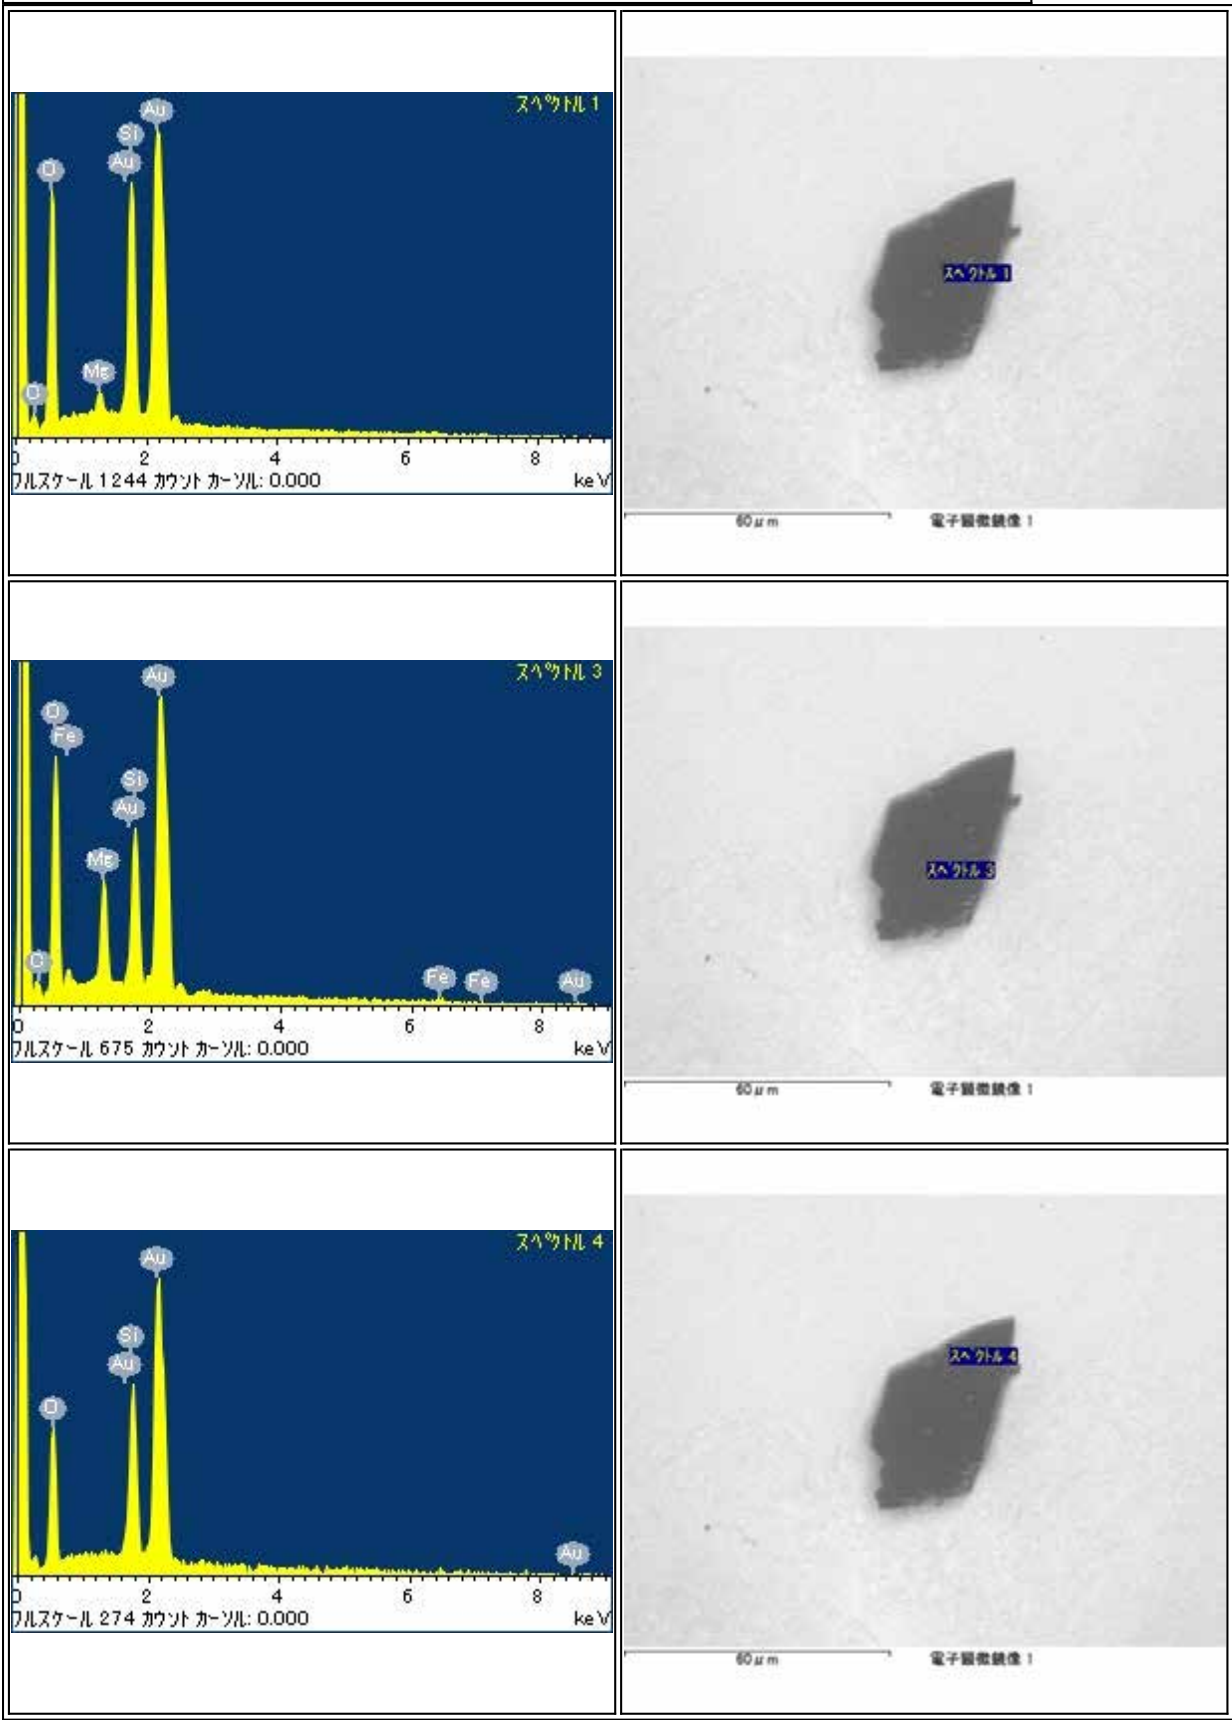 スペクトル 1
Au
Si
Au
O
Mg
C
0 2 4 6 8
フルスケール 1244 カウント カーソル: 0.000 keV
スペクトル 1
60μm 電子顕微鏡像 1
スペクトル 3
Au
O
Fe
Si
Au
Mg
C
Fe Fe Au
0 2 4 6 8
フルスケール 675 カウント カーソル: 0.000 keV
スペクトル 3
60μm 電子顕微鏡像 1
スペクトル 4
Au
Si
Au
O
Au
0 2 4 6 8
フルスケール 274 カウント カーソル: 0.000 keV
スペクトル 4
60μm 電子顕微鏡像 1